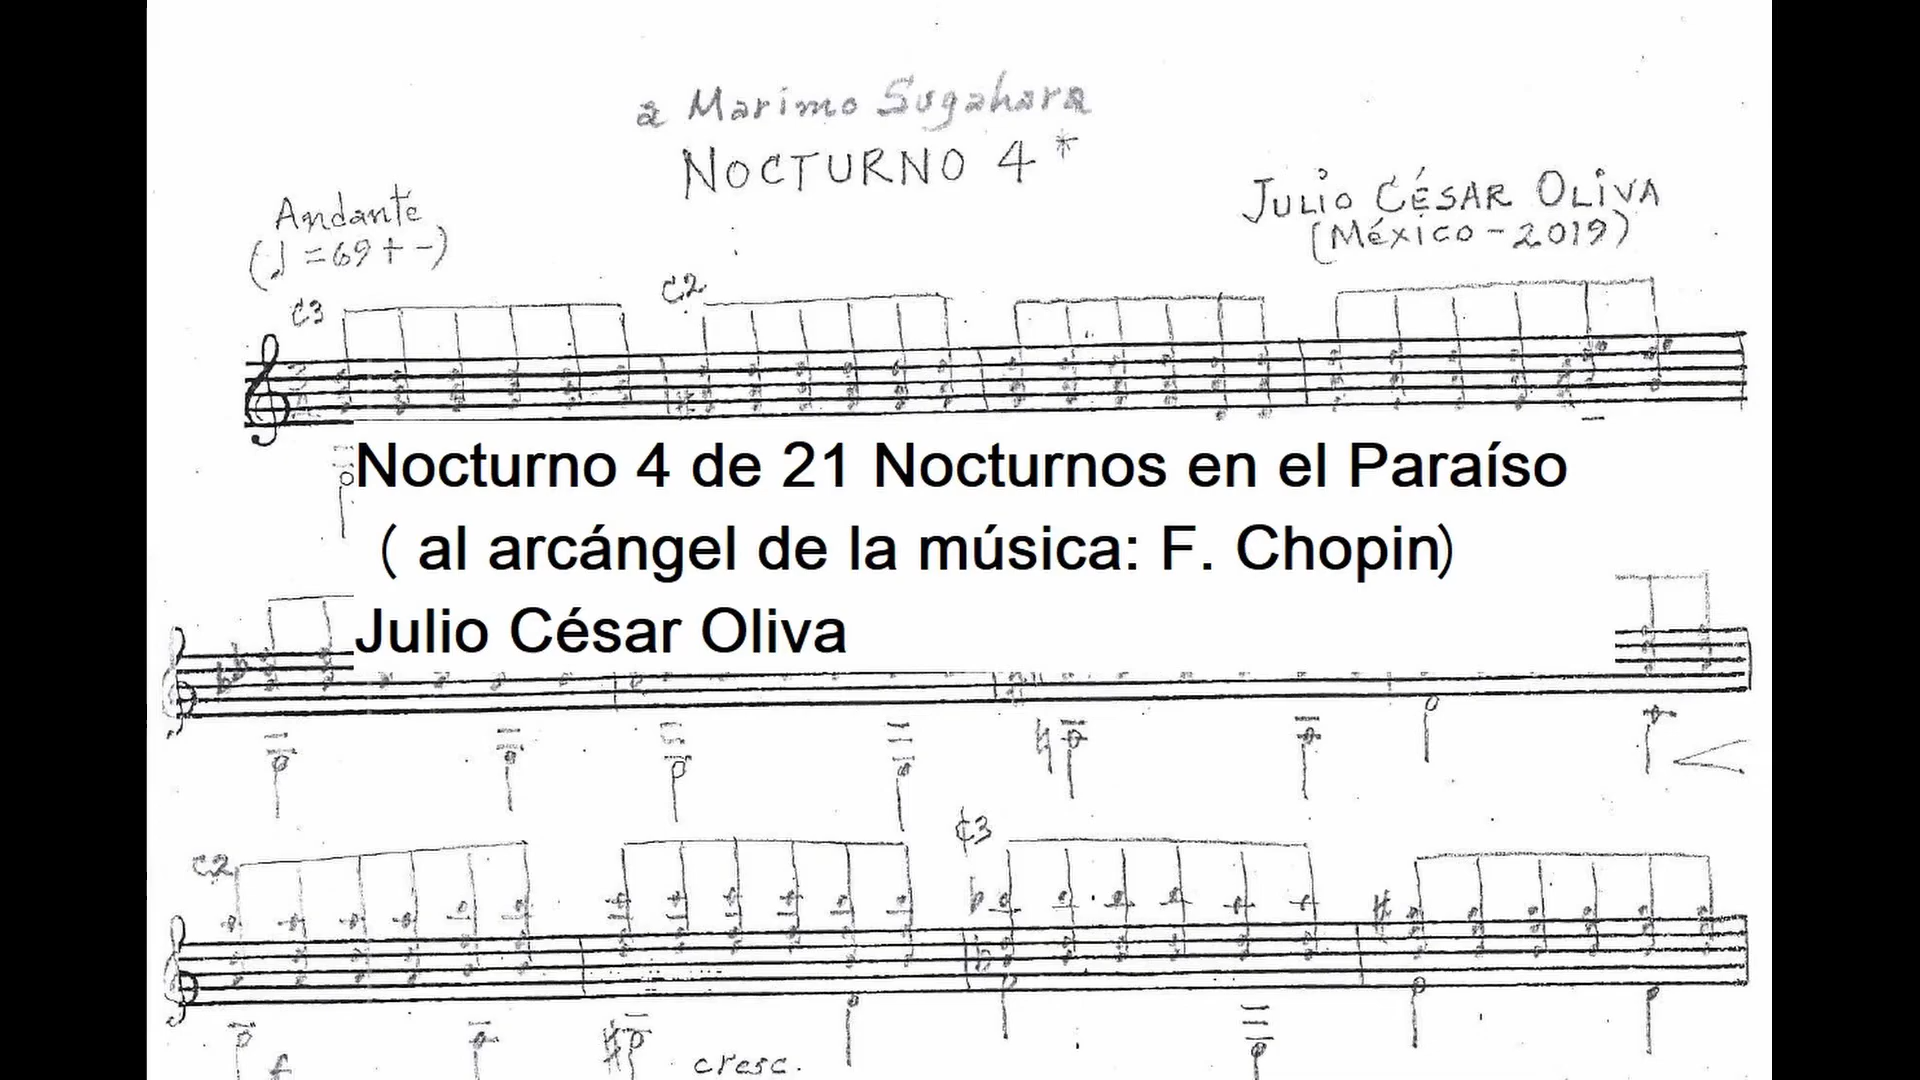 a Marimo Sugahara
NOCTURNO 4 *
JULIO CÉSAR OLIVA
(México - 2019)
Andante
(♩ = 69 + -)
C3
C2
Nocturno 4 de 21 Nocturnos en el Paraíso
( al arcángel de la música: F. Chopin)
Julio César Oliva
C2
₵3
f
cresc.